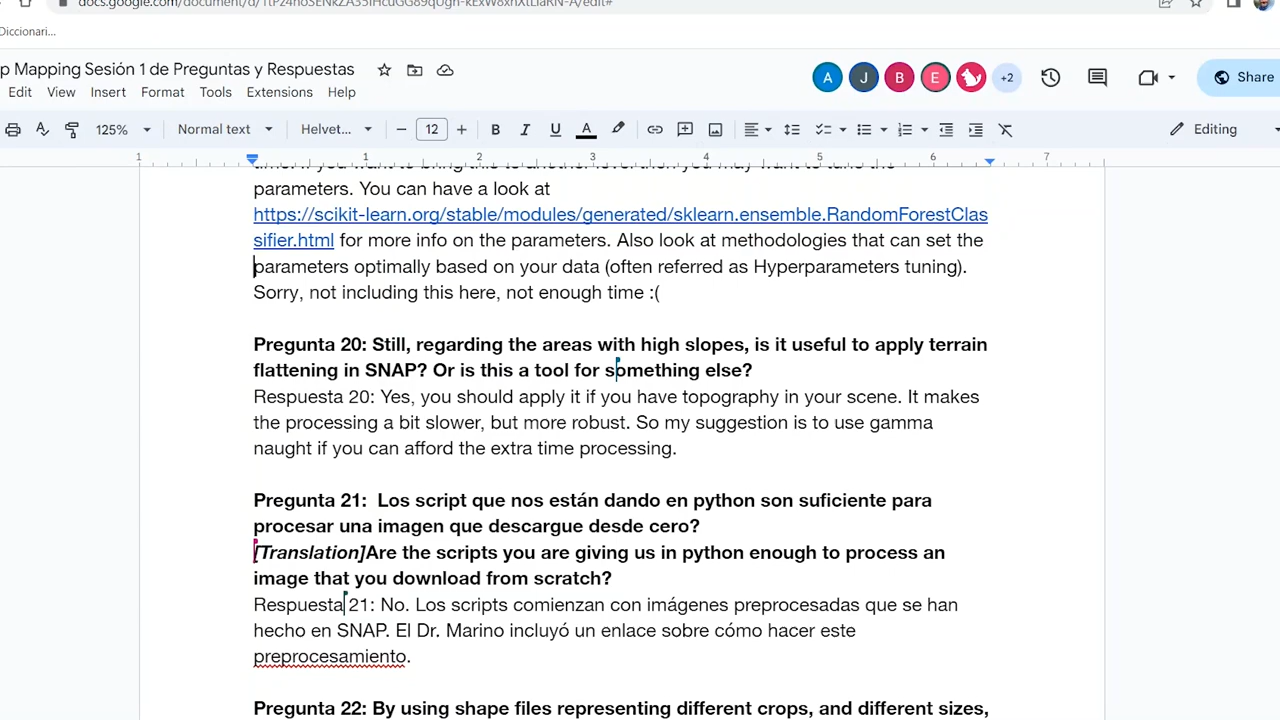 Diccionari...
p Mapping Sesión 1 de Preguntas y Respuestas
A J B E +2
Share
Edit View Insert Format Tools Extensions Help
125% Normal text Helvet... 12 B I U A Editing
1 1 2 3 4 5 6 7
parameters. You can have a look at
https://scikit-learn.org/stable/modules/generated/sklearn.ensemble.RandomForestClas
sifier.html for more info on the parameters. Also look at methodologies that can set the
parameters optimally based on your data (often referred as Hyperparameters tuning).
Sorry, not including this here, not enough time :(
Pregunta 20: Still, regarding the areas with high slopes, is it useful to apply terrain
flattening in SNAP? Or is this a tool for something else?
Respuesta 20: Yes, you should apply it if you have topography in your scene. It makes
the processing a bit slower, but more robust. So my suggestion is to use gamma
naught if you can afford the extra time processing.
Pregunta 21:  Los script que nos están dando en python son suficiente para
procesar una imagen que descargue desde cero?
[Translation]Are the scripts you are giving us in python enough to process an
image that you download from scratch?
Respuesta 21: No. Los scripts comienzan con imágenes preprocesadas que se han
hecho en SNAP. El Dr. Marino incluyó un enlace sobre cómo hacer este
preprocesamiento.
Pregunta 22: By using shape files representing different crops, and different sizes,